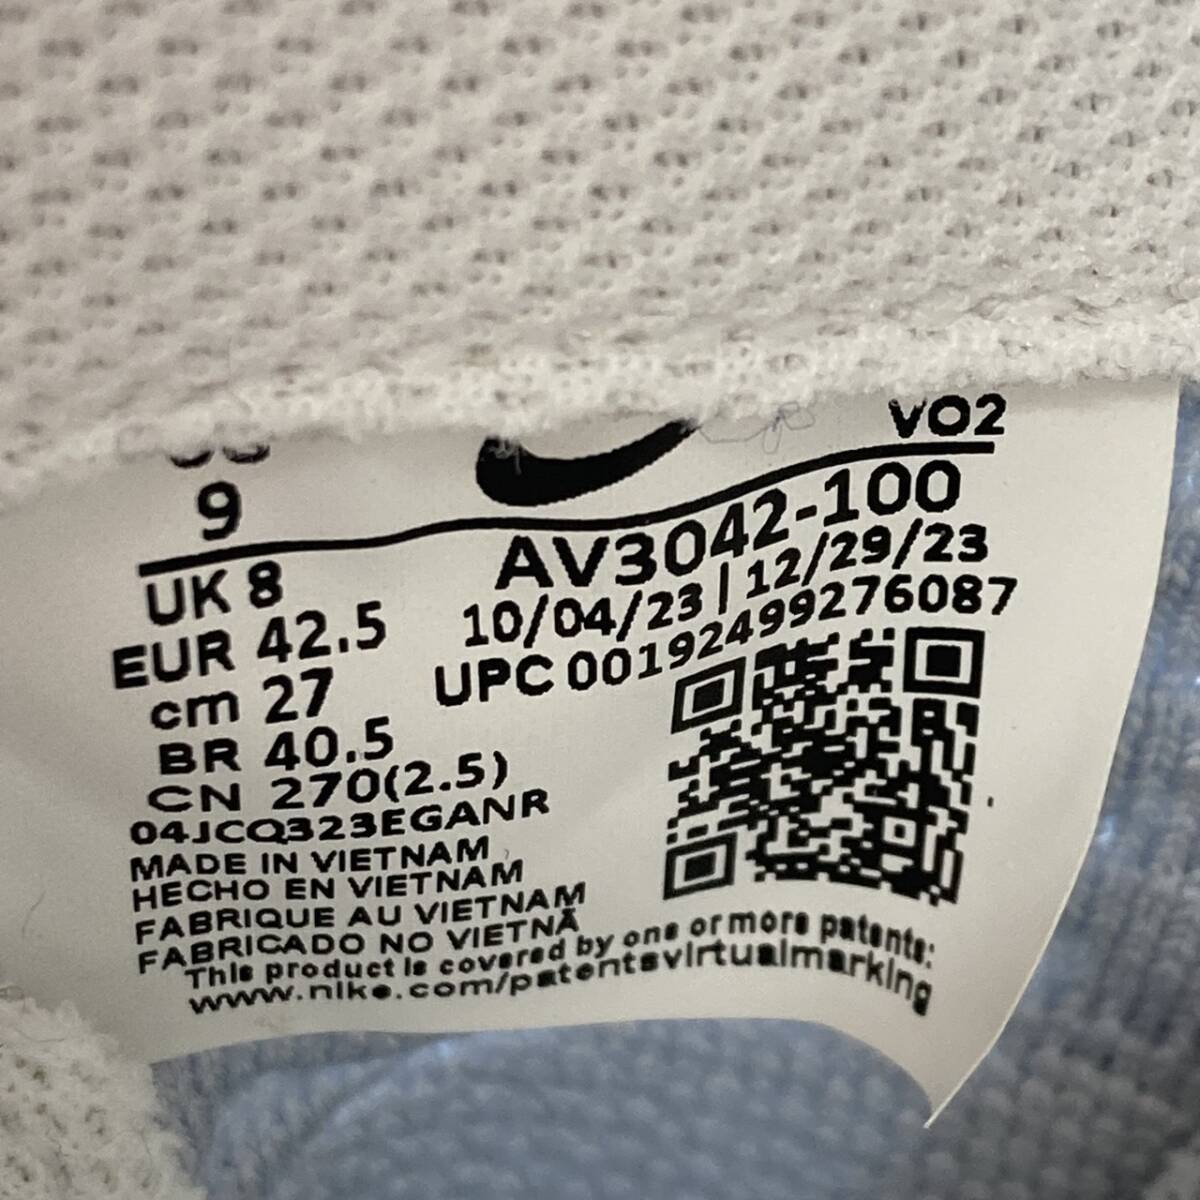 VO2
9
UK 8
EUR 42.5
cm 27
BR 40.5
CN 270(2.5)
AV3042-100
10/04/23 | 12/29/23
UPC 00192499276087
04JCQ323EGANR
MADE IN VIETNAM
HECHO EN VIETNAM
FABRIQUE AU VIETNAM
FABRICADO NO VIETNÃ
This product is covered by one or more patents:
www.nike.com/patentsvirtualmarking